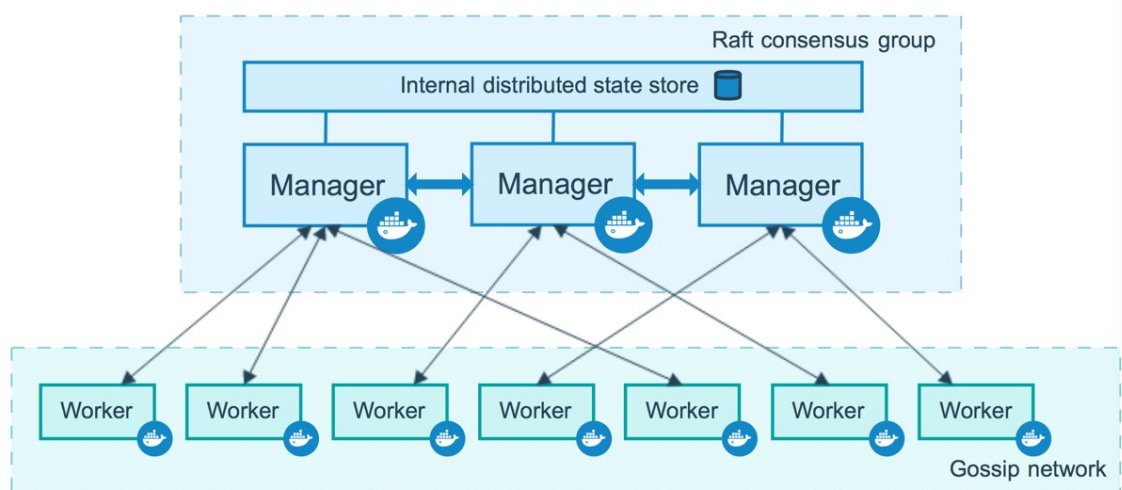 Raft consensus group
Internal distributed state store
Manager
Manager
Manager
Worker
Worker
Worker
Worker
Worker
Worker
Worker
Gossip network